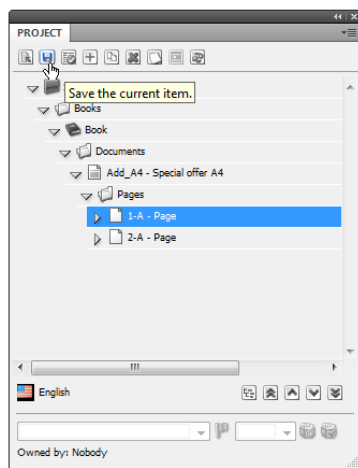 PROJECT
Save the current item.
Books
Book
Documents
Add_A4 - Special offer A4
Pages
1-A - Page
2-A - Page
English
Owned by: Nobody